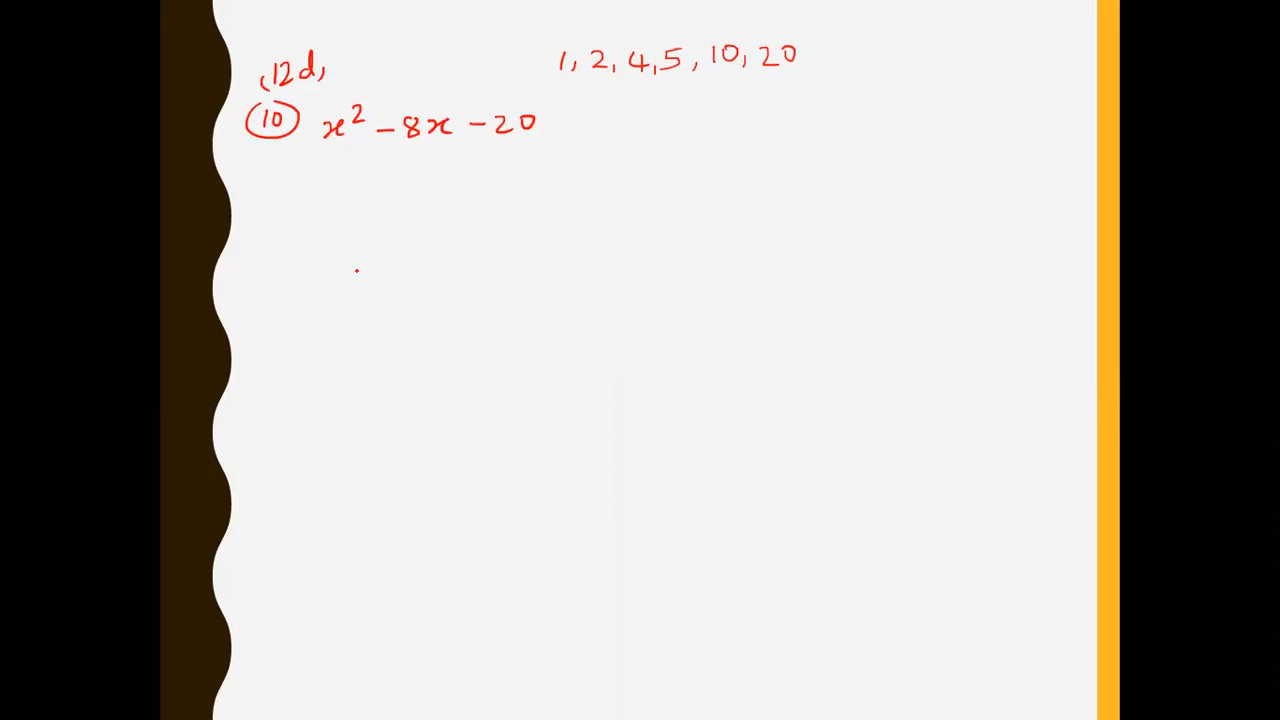 (12d,
1, 2, 4, 5, 10, 20
10 x² - 8x - 20